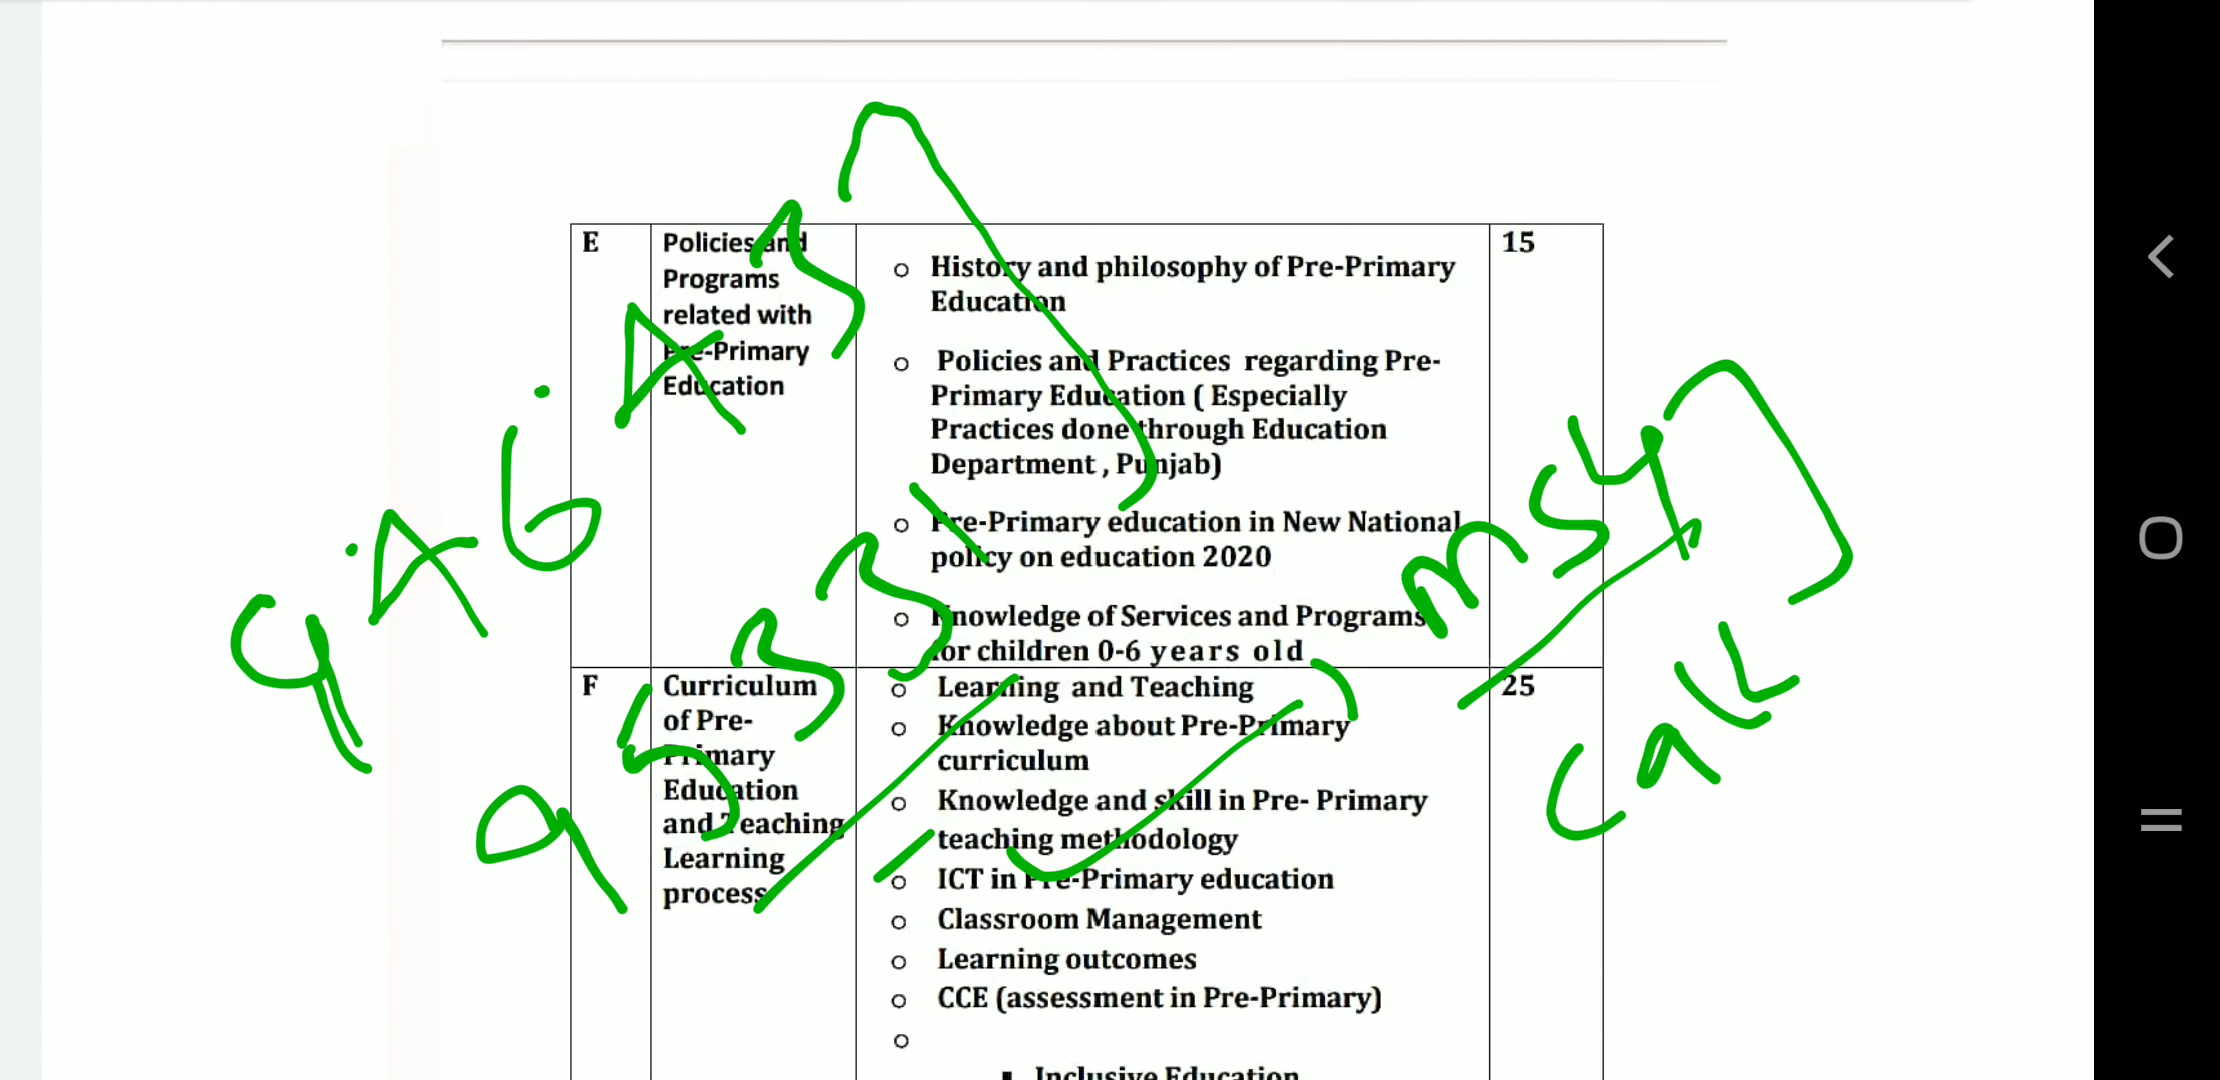 E
Policies and
Programs
related with
Pre-Primary
Education
History and philosophy of Pre-Primary
Education
Policies and Practices regarding Pre-
Primary Education ( Especially
Practices done through Education
Department , Punjab)
Pre-Primary education in New National
policy on education 2020
Knowledge of Services and Programs
for children 0-6 years old
15
F
Curriculum
of Pre-
Primary
Education
and Teaching
Learning
process
Learning and Teaching
Knowledge about Pre-Primary
curriculum
Knowledge and skill in Pre- Primary
teaching methodology
ICT in Pre-Primary education
Classroom Management
Learning outcomes
CCE (assessment in Pre-Primary)
Inclusive Education
25
msg
Call